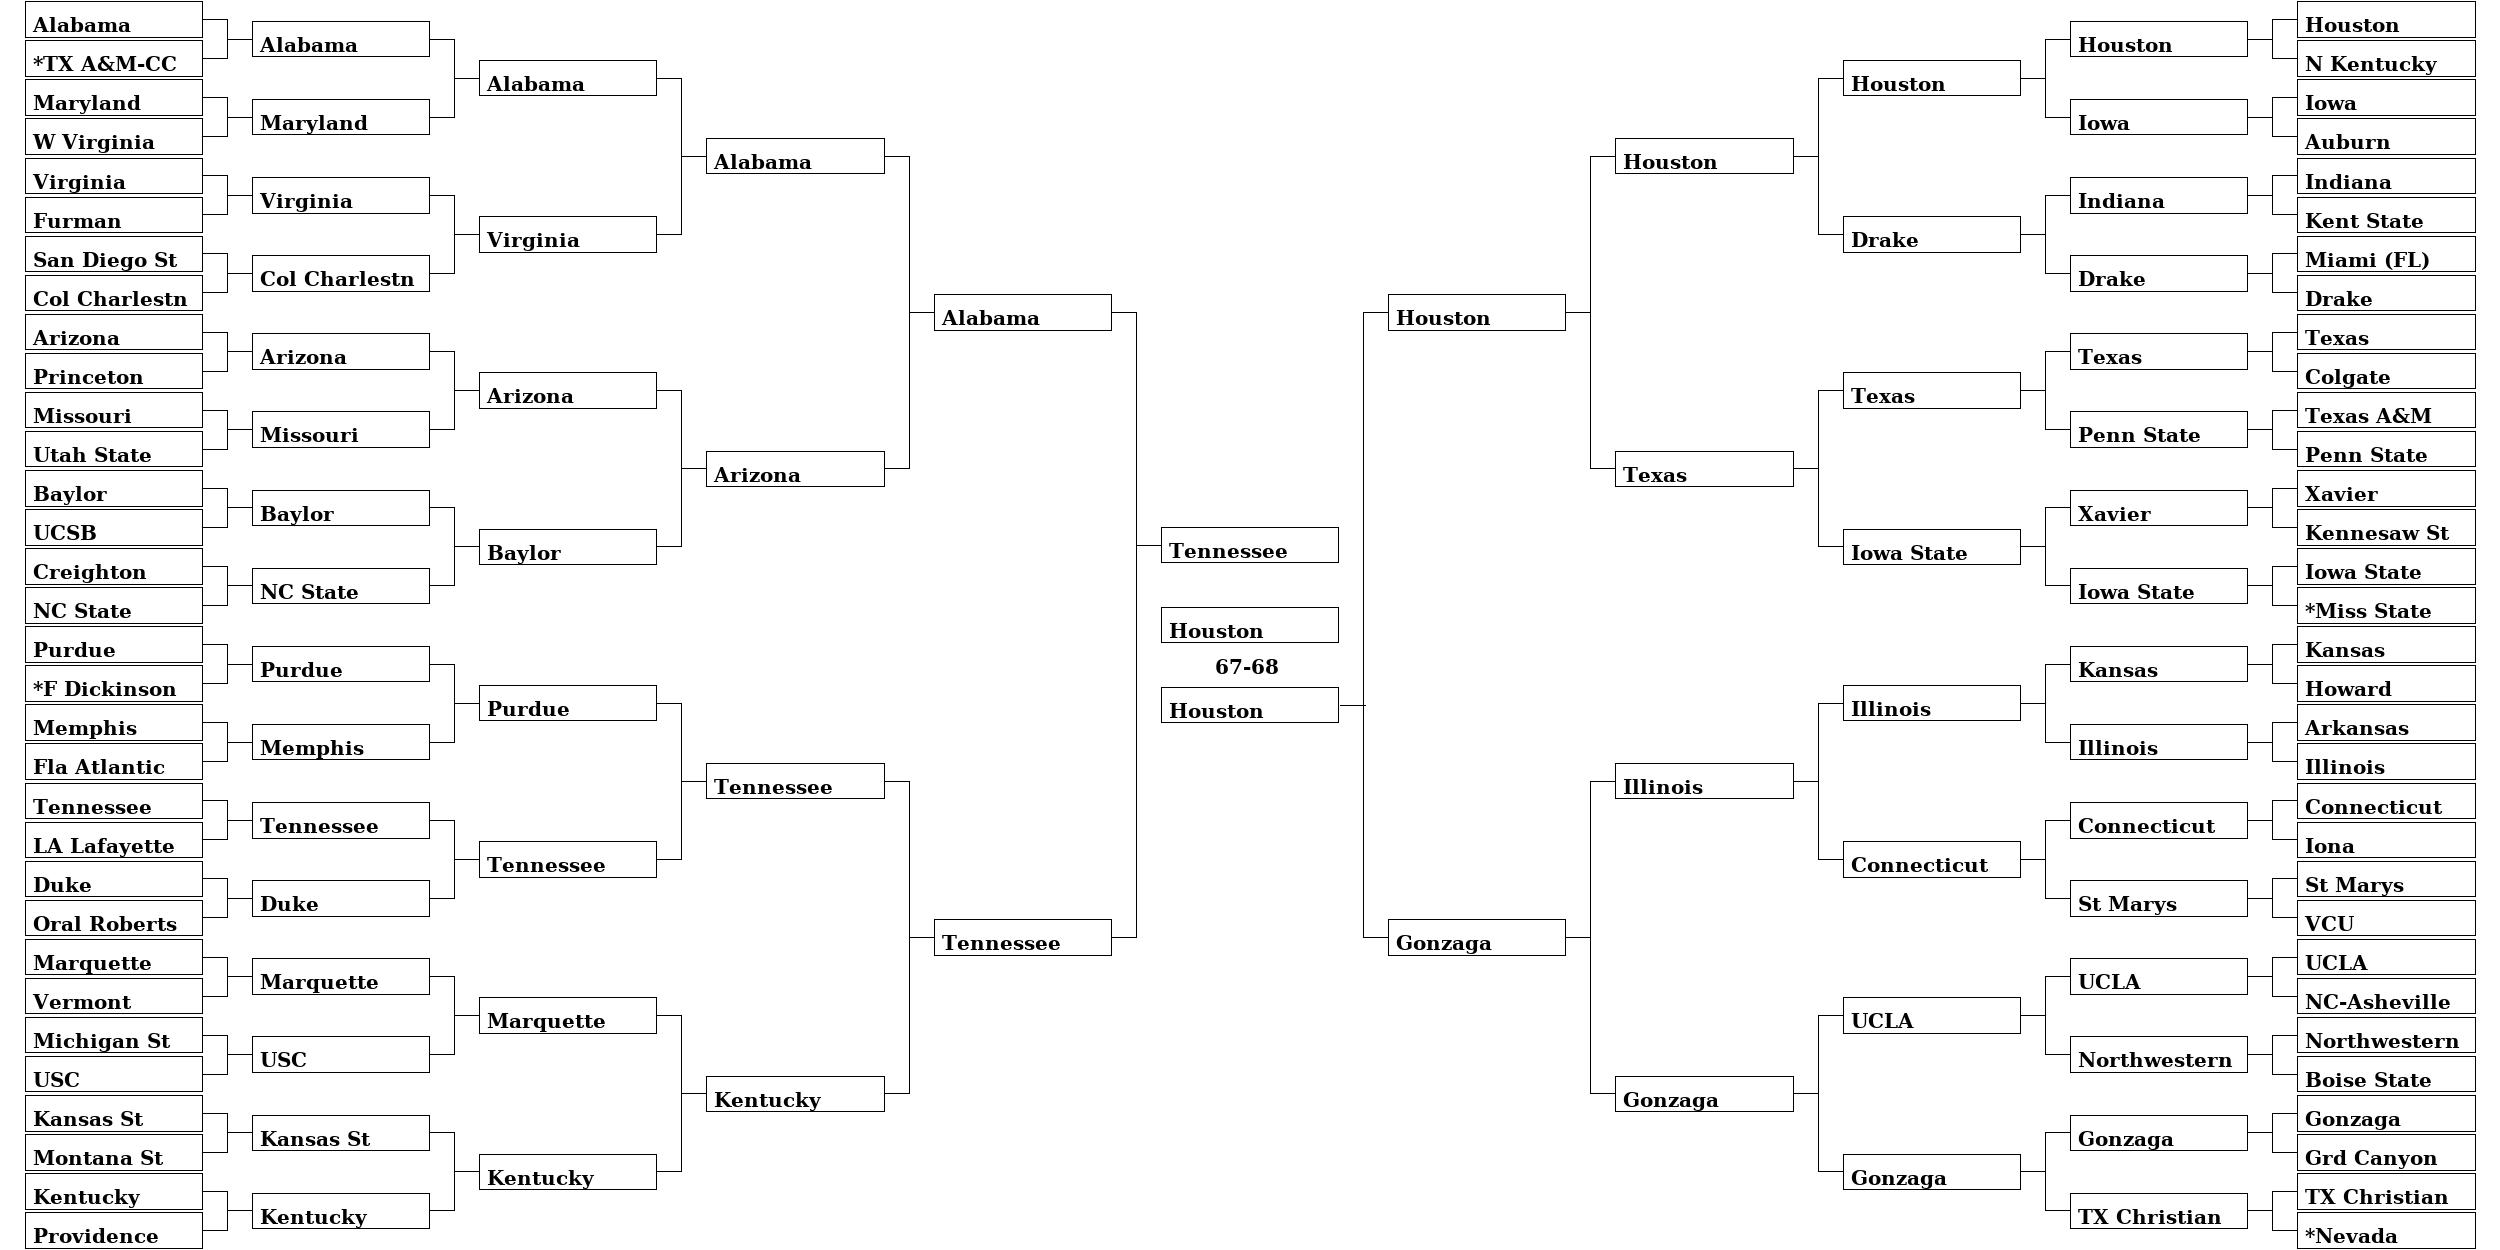 Alabama
*TX A&M-CC
Maryland
W Virginia
Virginia
Furman
San Diego St
Col Charlestn
Arizona
Princeton
Missouri
Utah State
Baylor
UCSB
Creighton
NC State
Purdue
*F Dickinson
Memphis
Fla Atlantic
Tennessee
LA Lafayette
Duke
Oral Roberts
Marquette
Vermont
Michigan St
USC
Kansas St
Montana St
Kentucky
Providence
Alabama
Maryland
Virginia
Col Charlestn
Arizona
Missouri
Baylor
NC State
Purdue
Memphis
Tennessee
Duke
Marquette
USC
Kansas St
Kentucky
Alabama
Virginia
Arizona
Baylor
Purdue
Tennessee
Marquette
Kentucky
Alabama
Arizona
Tennessee
Kentucky
Alabama
Tennessee
Tennessee
Houston
67-68
Houston
Houston
Gonzaga
Houston
Texas
Illinois
Gonzaga
Houston
Drake
Texas
Iowa State
Illinois
Connecticut
UCLA
Gonzaga
Houston
Iowa
Indiana
Drake
Texas
Penn State
Xavier
Iowa State
Kansas
Illinois
Connecticut
St Marys
UCLA
Northwestern
Gonzaga
TX Christian
Houston
N Kentucky
Iowa
Auburn
Indiana
Kent State
Miami (FL)
Drake
Texas
Colgate
Texas A&M
Penn State
Xavier
Kennesaw St
Iowa State
*Miss State
Kansas
Howard
Arkansas
Illinois
Connecticut
Iona
St Marys
VCU
UCLA
NC-Asheville
Northwestern
Boise State
Gonzaga
Grd Canyon
TX Christian
*Nevada